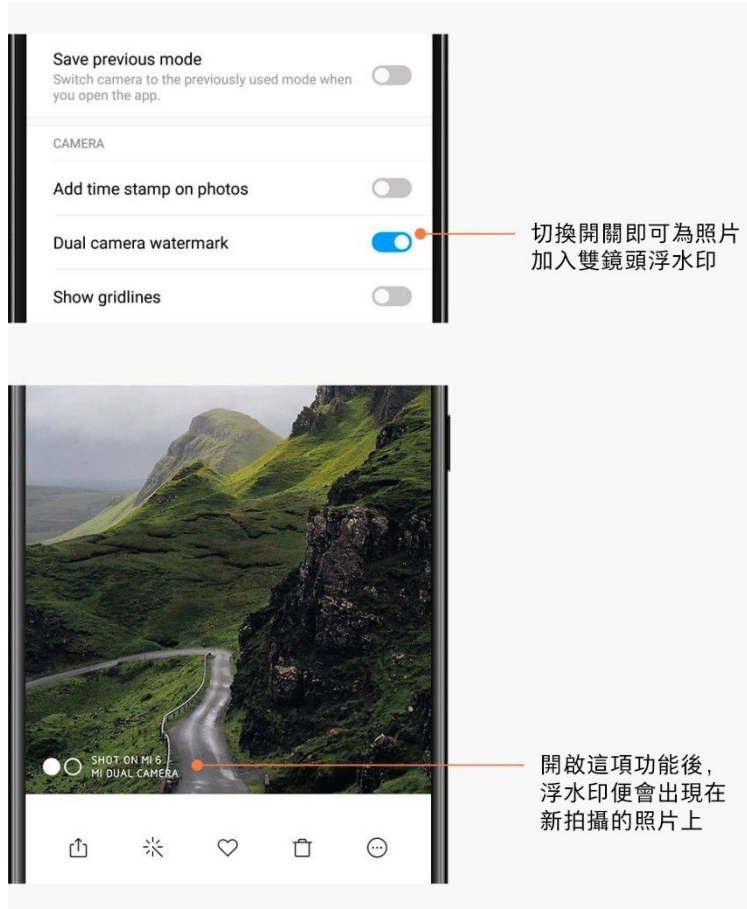 Save previous mode
Switch camera to the previously used mode when
you open the app.
CAMERA
Add time stamp on photos
Dual camera watermark
Show gridlines
切換開關即可為照片
加入雙鏡頭浮水印
SHOT ON MI 6
MI DUAL CAMERA
開啟這項功能後，
浮水印便會出現在
新拍攝的照片上